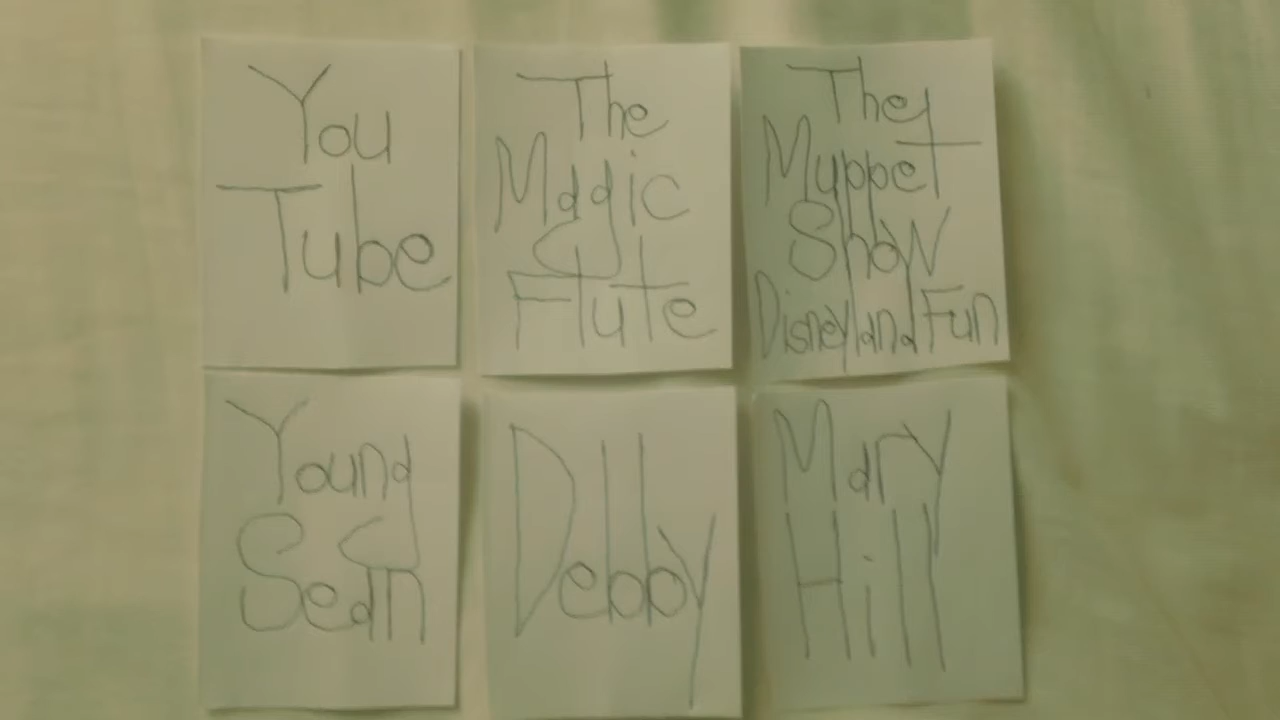 You
Tube
The
Magic
Flute
The
Muppet
Show
Disneyland Fun
Young
Sean
Debby
Mary
Hill